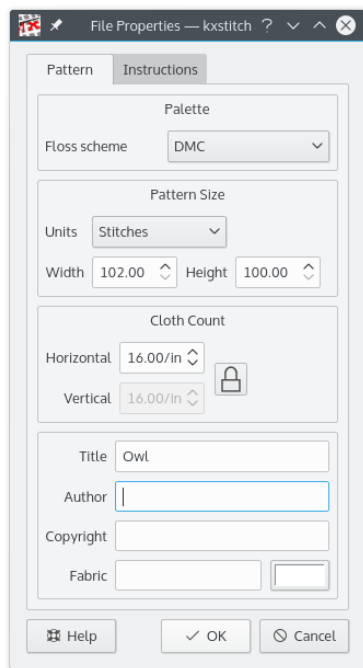 File Properties — kxstitch
Pattern Instructions
Palette
Floss scheme DMC
Pattern Size
Units Stitches
Width 102.00 Height 100.00
Cloth Count
Horizontal 16.00/in
Vertical 16.00/in
Title Owl
Author
Copyright
Fabric
Help OK Cancel